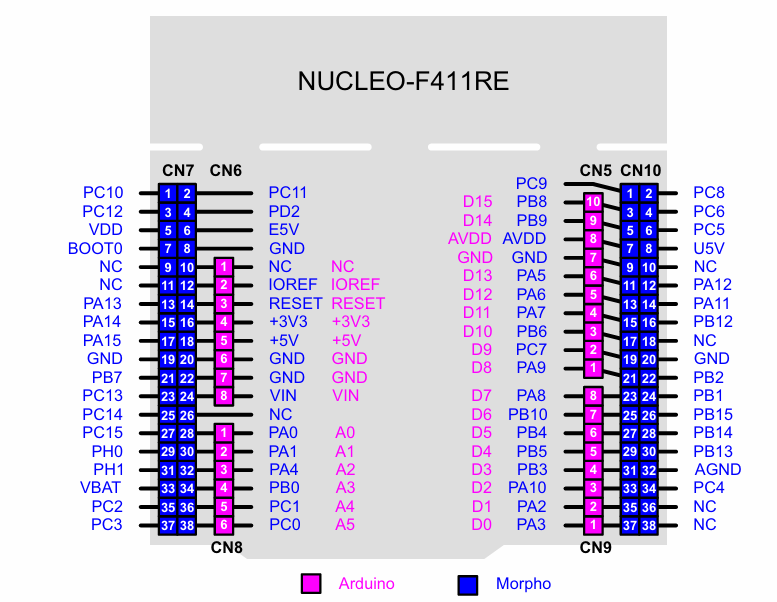 NUCLEO-F411RE
CN7 CN6 CN5 CN10
PC9
PC10 1 2 PC11 1 2 PC8
D15 PB8 10
PC12 3 4 PD2 3 4 PC6
D14 PB9 9
VDD 5 6 E5V 5 6 PC5
AVDD AVDD 8
BOOT0 7 8 GND 7 8 U5V
GND GND 7
NC 9 10 1 NC NC 9 10 NC
D13 PA5 6
NC 11 12 2 IOREF IOREF 11 12 PA12
D12 PA6 5
PA13 13 14 3 RESET RESET 13 14 PA11
D11 PA7 4
PA14 15 16 4 +3V3 +3V3 15 16 PB12
D10 PB6 3
PA15 17 18 5 +5V +5V 17 18 NC
D9 PC7 2
GND 19 20 6 GND GND 19 20 GND
D8 PA9 1
PB7 21 22 7 GND GND 21 22 PB2
PC13 23 24 8 VIN VIN D7 PA8 8 23 24 PB1
PC14 25 26 NC D6 PB10 7 25 26 PB15
PC15 27 28 1 PA0 A0 D5 PB4 6 27 28 PB14
PH0 29 30 2 PA1 A1 D4 PB5 5 29 30 PB13
PH1 31 32 3 PA4 A2 D3 PB3 4 31 32 AGND
VBAT 33 34 4 PB0 A3 D2 PA10 3 33 34 PC4
PC2 35 36 5 PC1 A4 D1 PA2 2 35 36 NC
PC3 37 38 6 PC0 A5 D0 PA3 1 37 38 NC
CN8 CN9
Arduino Morpho